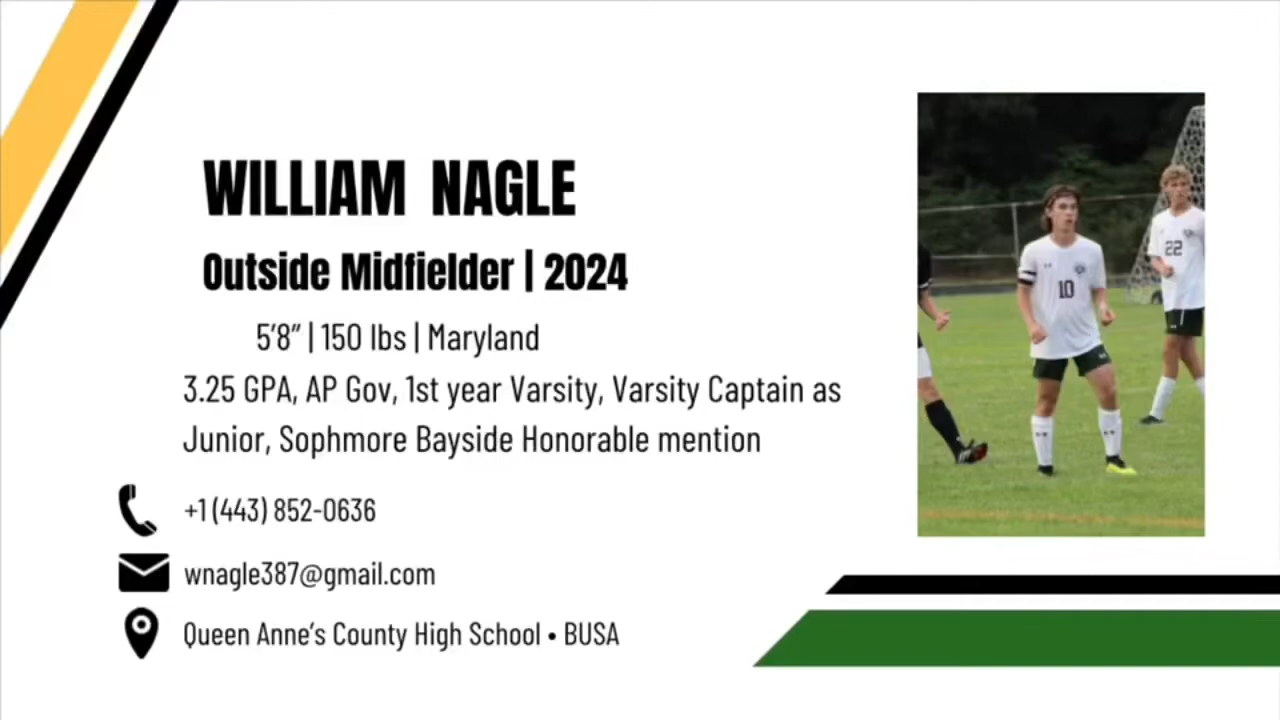 WILLIAM NAGLE
Outside Midfielder | 2024
5'8" | 150 lbs | Maryland
3.25 GPA, AP Gov, 1st year Varsity, Varsity Captain as
Junior, Sophmore Bayside Honorable mention
+1 (443) 852-0636
wnagle387@gmail.com
Queen Anne's County High School • BUSA
10
22